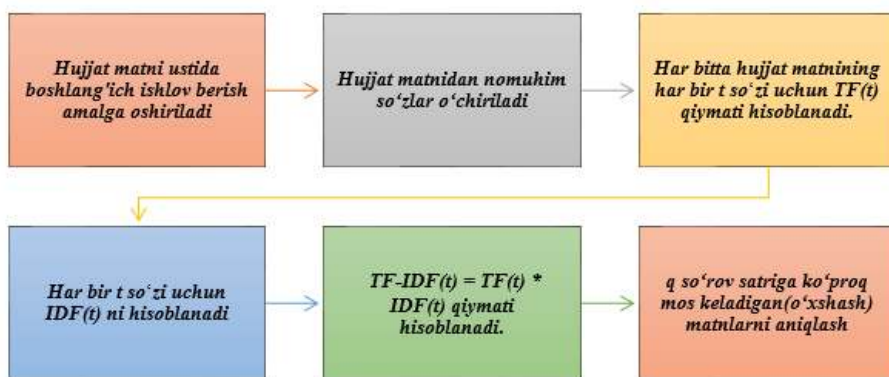 Hujjat matni ustida
boshlang'ich ishlov berish
amalga oshiriladi
Hujjat matnidan nomuhim
so‘zlar o‘chiriladi
Har bitta hujjat matnining
har bir t so‘zi uchun TF(t)
qiymati hisoblanadi.
Har bir t so‘zi uchun
IDF(t) ni hisoblanadi
TF-IDF(t) = TF(t) *
IDF(t) qiymati
hisoblanadi.
q so‘rov satriga ko‘proq
mos keladigan(o‘xshash)
matnlarni aniqlash